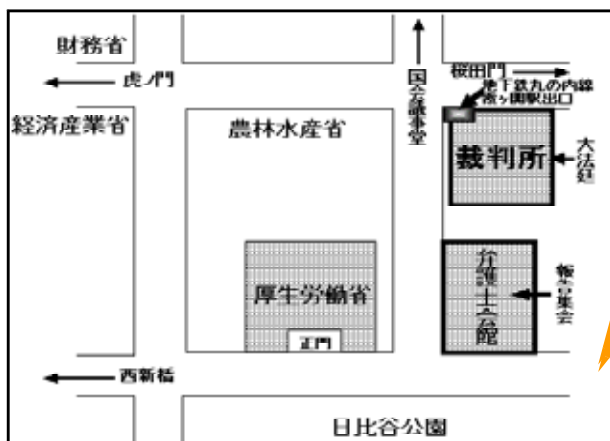 財務省
虎ノ門
国会議事堂
桜田門
地下鉄丸の内線
霞ヶ関駅出口
経済産業省
農林水産省
裁判所
大法廷
厚生労働省
正門
弁護士会館
報告集会
西新橋
日比谷公園